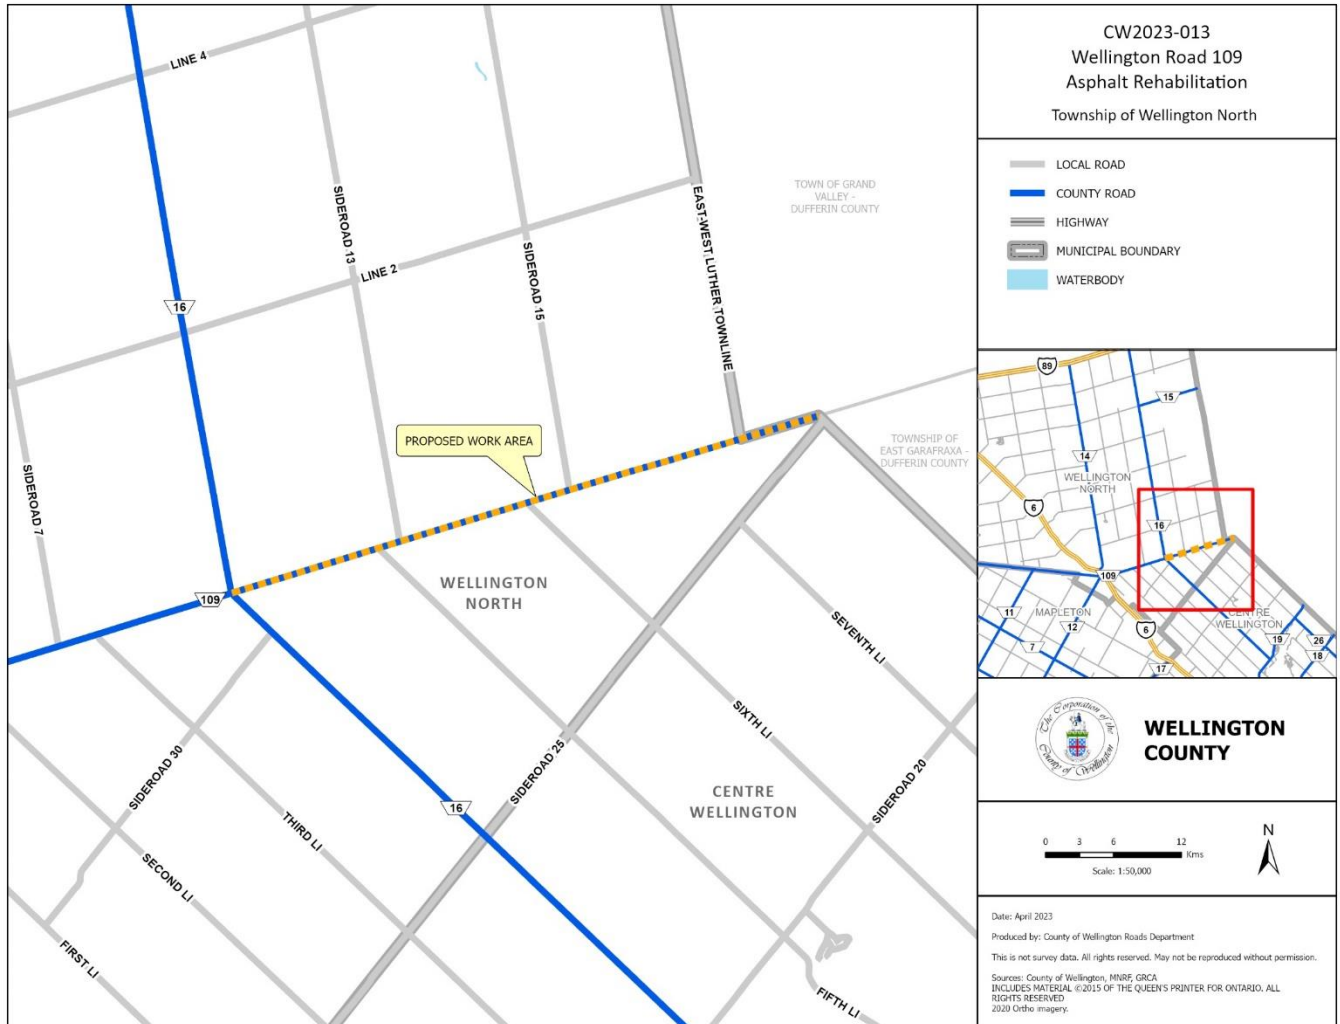 LINE 4
SIDEROAD 13
SIDEROAD 15
EAST-WEST LUTHER TOWNLINE
TOWN OF GRAND
VALLEY -
DUFFERIN COUNTY
LINE 2
16
PROPOSED WORK AREA
TOWNSHIP OF
EAST GARAFRAXA -
DUFFERIN COUNTY
SIDEROAD 7
109
WELLINGTON
NORTH
SEVENTH LI
SIXTH LI
SIDEROAD 25
SIDEROAD 20
SIDEROAD 30
16
CENTRE
WELLINGTON
THIRD LI
SECOND LI
FIRST LI
FIFTH LI
CW2023-013
Wellington Road 109
Asphalt Rehabilitation
Township of Wellington North
LOCAL ROAD
COUNTY ROAD
HIGHWAY
MUNICIPAL BOUNDARY
WATERBODY
89
15
14
WELLINGTON
NORTH
6
16
109
11
MAPLETON
12
7
6
17
CENTRE
WELLINGTON
19
26
18
The Corporation of the
County of Wellington
WELLINGTON
COUNTY
0 3 6 12
Kms
Scale: 1:50,000
N
Date: April 2023
Produced by: County of Wellington Roads Department
This is not survey data. All rights reserved. May not be reproduced without permission.
Sources: County of Wellington, MNRF, GRCA
INCLUDES MATERIAL ©2015 OF THE QUEEN'S PRINTER FOR ONTARIO. ALL
RIGHTS RESERVED
2020 Ortho imagery.